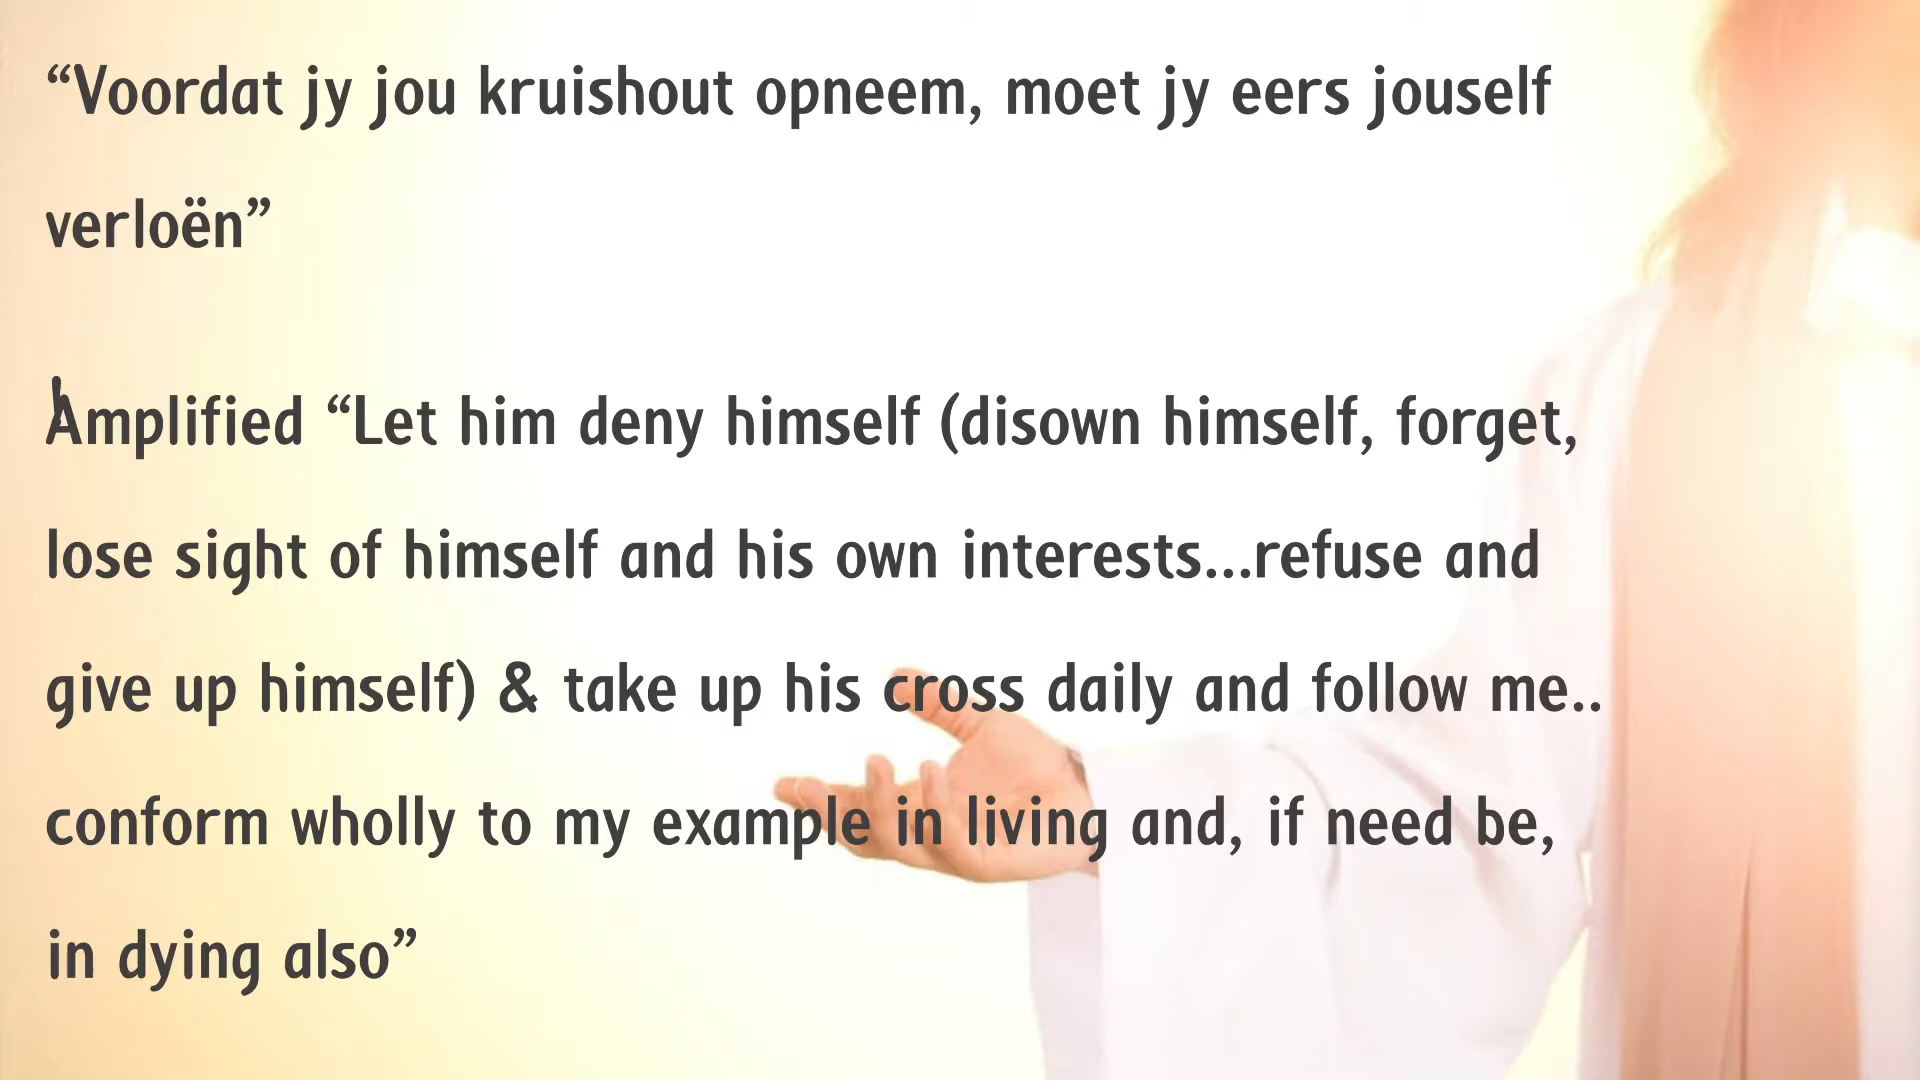 “Voordat jy jou kruishout opneem, moet jy eers jouself
verloën”
Amplified “Let him deny himself (disown himself, forget,
lose sight of himself and his own interests...refuse and
give up himself) & take up his cross daily and follow me..
conform wholly to my example in living and, if need be,
in dying also”